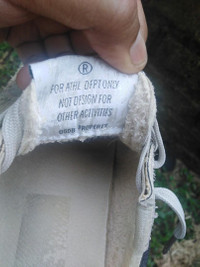 ®
FOR ATHL. DEPT ONLY
NOT DESIGN FOR
OTHER ACTIVITIES